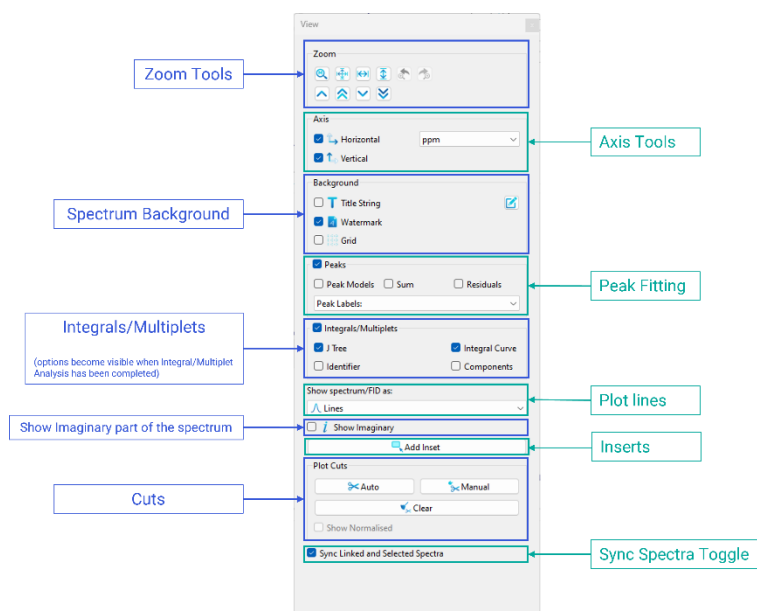 View
Zoom
Zoom Tools
Axis
Horizontal
ppm
Axis Tools
Vertical
Background
Title String
Spectrum Background
Watermark
Grid
Peaks
Peak Models
Sum
Residuals
Peak Fitting
Peak Labels:
Integrals/Multiplets
Integrals/Multiplets
J Tree
Integral Curve
(options become visible when Integral/Multiplet
Analysis has been completed)
Identifier
Components
Show spectrum/FID as:
Plot lines
Lines
Show Imaginary part of the spectrum
i Show Imaginary
Add Inset
Inserts
Plot Cuts
Auto
Manual
Cuts
Clear
Show Normalised
Sync Linked and Selected Spectra
Sync Spectra Toggle